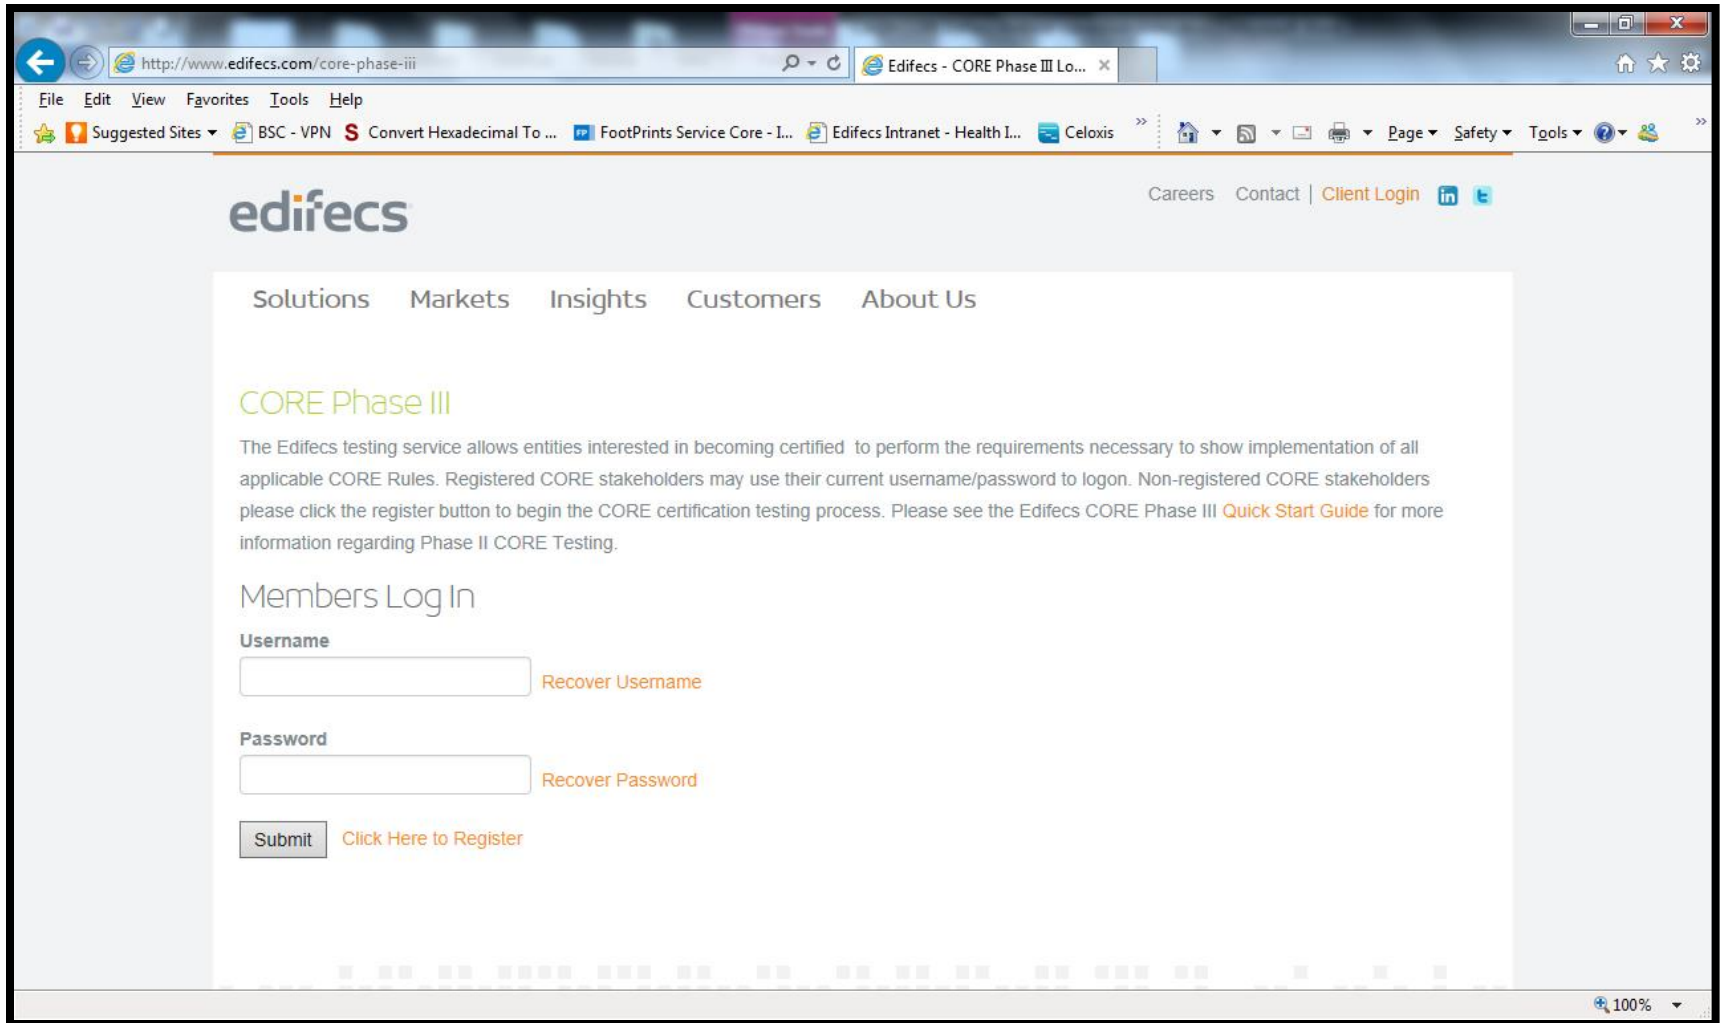 http://www.edifecs.com/core-phase-iii
Edifecs - CORE Phase III Lo...
File Edit View Favorites Tools Help
Suggested Sites BSC - VPN S Convert Hexadecimal To ... FP FootPrints Service Core - I... Edifecs Intranet - Health I... Celoxis » Page Safety Tools »
edifecs
Careers Contact | Client Login in
Solutions Markets Insights Customers About Us
CORE Phase III
The Edifecs testing service allows entities interested in becoming certified to perform the requirements necessary to show implementation of all
applicable CORE Rules. Registered CORE stakeholders may use their current username/password to logon. Non-registered CORE stakeholders
please click the register button to begin the CORE certification testing process. Please see the Edifecs CORE Phase III Quick Start Guide for more
information regarding Phase II CORE Testing.
Members Log In
Username
Recover Username
Password
Recover Password
Submit Click Here to Register
100%